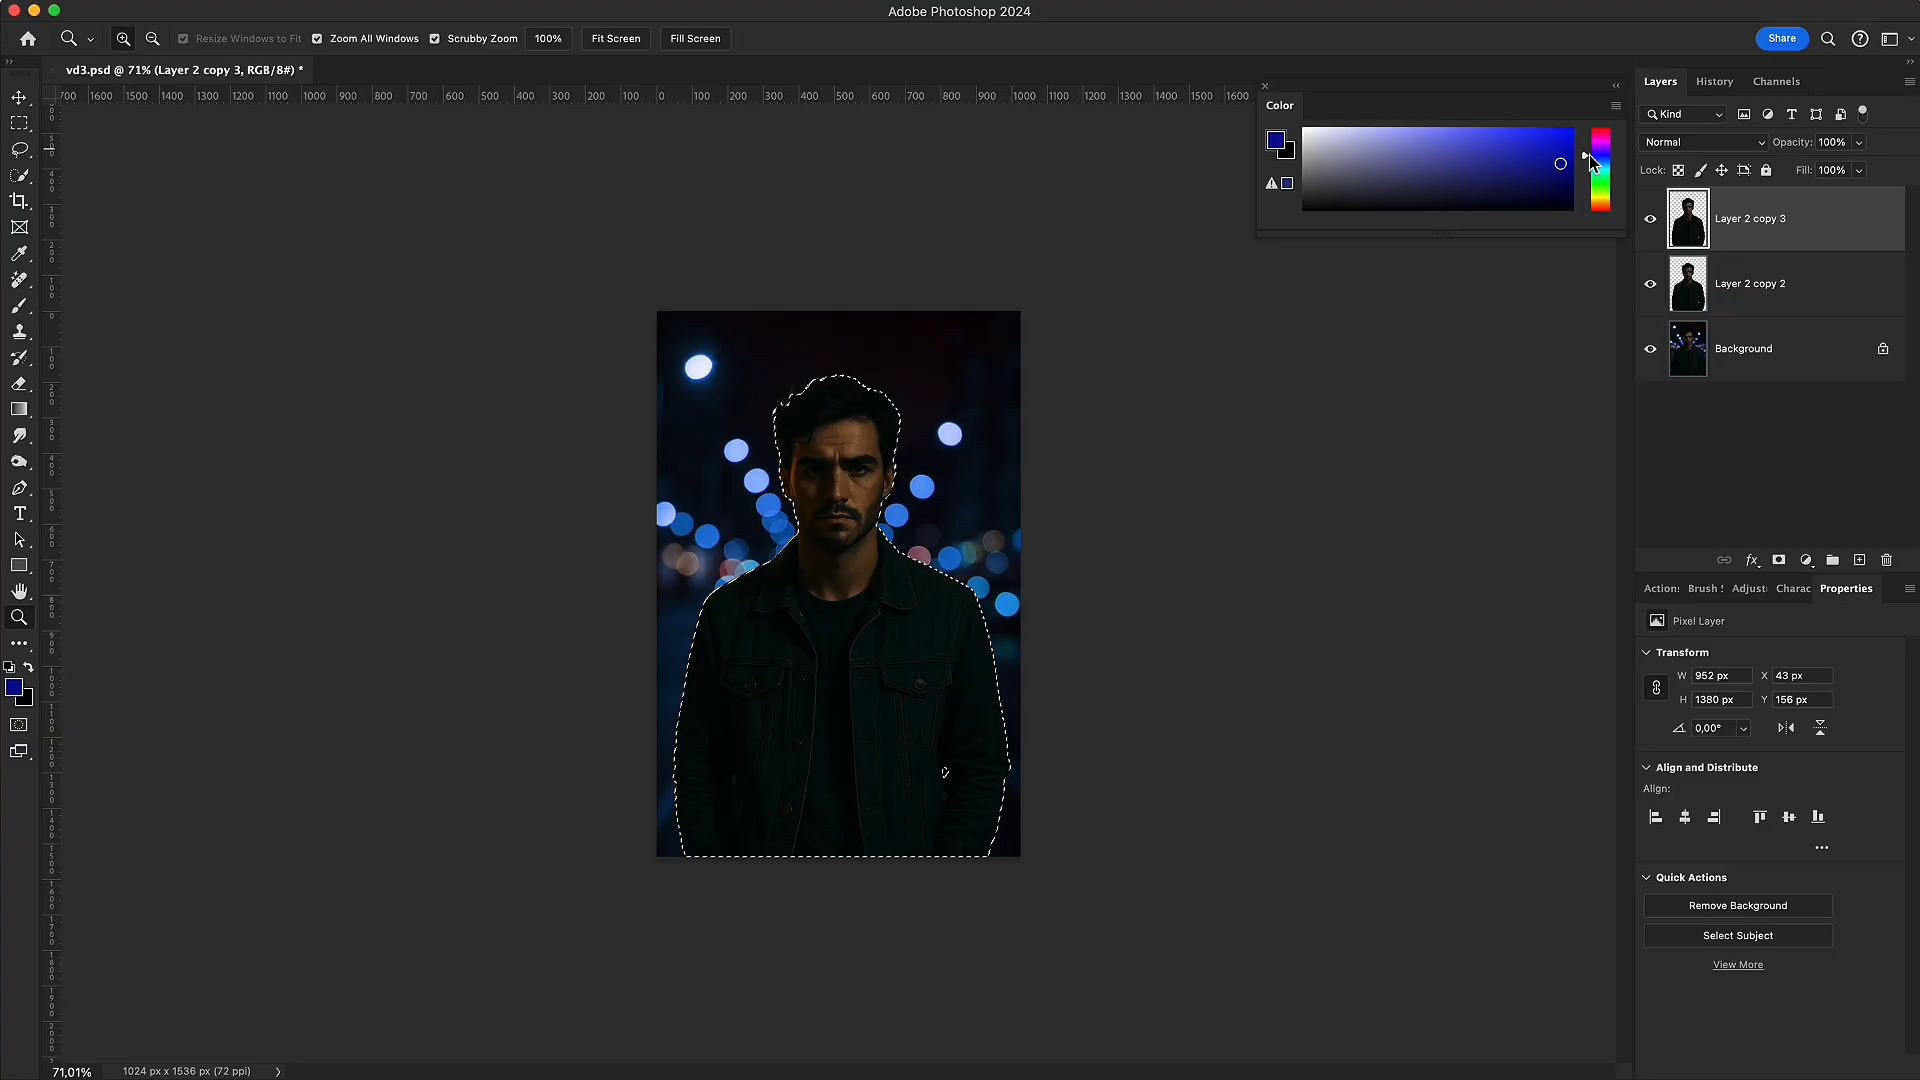 Adobe Photoshop 2024
Resize Windows to Fit
Zoom All Windows
Scrubby Zoom
100%
Fit Screen
Fill Screen
Share
vd3.psd @ 71% (Layer 2 copy 3, RGB/8#) *
1600 1500 1400 1300 1200 1100 1000 900 800 700 600 500 400 300 200 100 0 100 200 300 400 500 600 700 800 900 1000 1100 1200 1300 1400 1500 1600
Color
Layers
History
Channels
Kind
Normal
Opacity: 100%
Lock:
Fill: 100%
Layer 2 copy 3
Layer 2 copy 2
Background
fx
Action:
Brush
Adjust
Charac
Properties
Pixel Layer
Transform
W 952 px
X 43 px
H 1380 px
Y 156 px
0,00°
Align and Distribute
Align:
Quick Actions
Remove Background
Select Subject
View More
71,01%
1024 px x 1536 px (72 ppi)